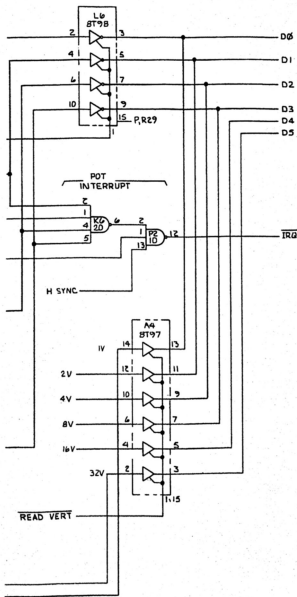 L6
8T98
2 3 D0
4 5 D1
6 7 D2
10 9 D3
D4
15 P,R29 D5
1
POT
INTERRUPT
2
1 K6 6 2
4 20 1 P2 12 IRQ
5 13 10
H SYNC
A4
8T97
1V 14 13
2V 12 11
4V 10 9
8V 6 7
16V 4 5
32V 2 3
1,15
READ VERT